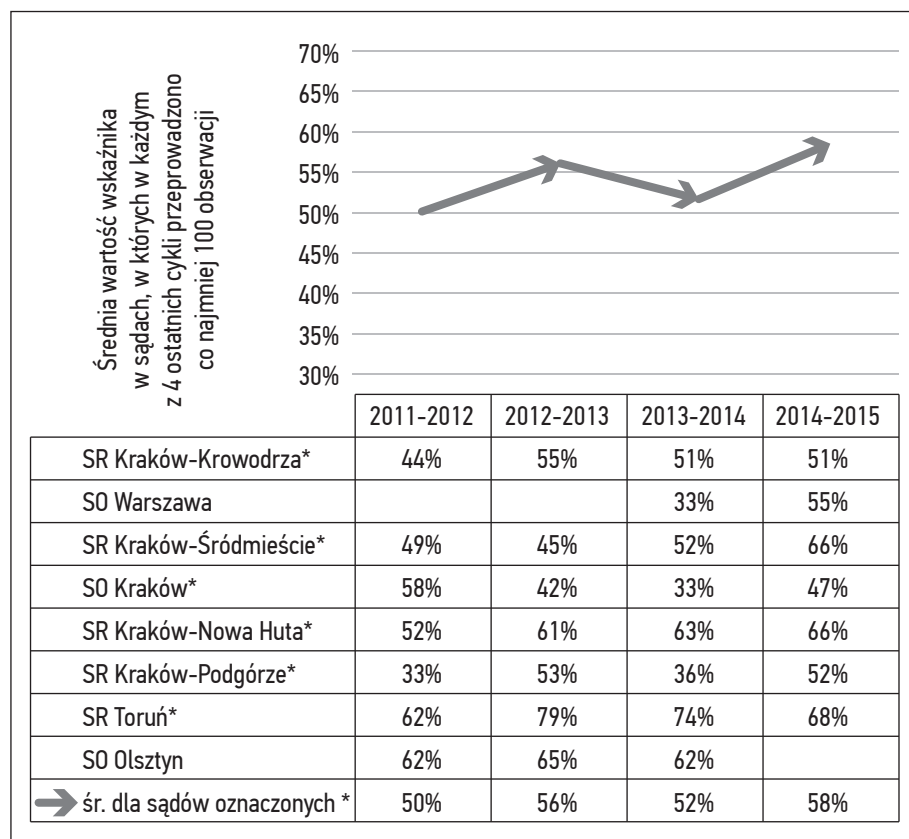 Średnia wartość wskaźnika
w sądach, w których w każdym
z 4 ostatnich cykli przeprowadzono
co najmniej 100 obserwacji
70%
65%
60%
55%
50%
45%
40%
35%
30%
2011-2012 2012-2013 2013-2014 2014-2015
SR Kraków-Krowodrza* 44% 55% 51% 51%
SO Warszawa 33% 55%
SR Kraków-Śródmieście* 49% 45% 52% 66%
SO Kraków* 58% 42% 33% 47%
SR Kraków-Nowa Huta* 52% 61% 63% 66%
SR Kraków-Podgórze* 33% 53% 36% 52%
SR Toruń* 62% 79% 74% 68%
SO Olsztyn 62% 65% 62%
śr. dla sądów oznaczonych * 50% 56% 52% 58%